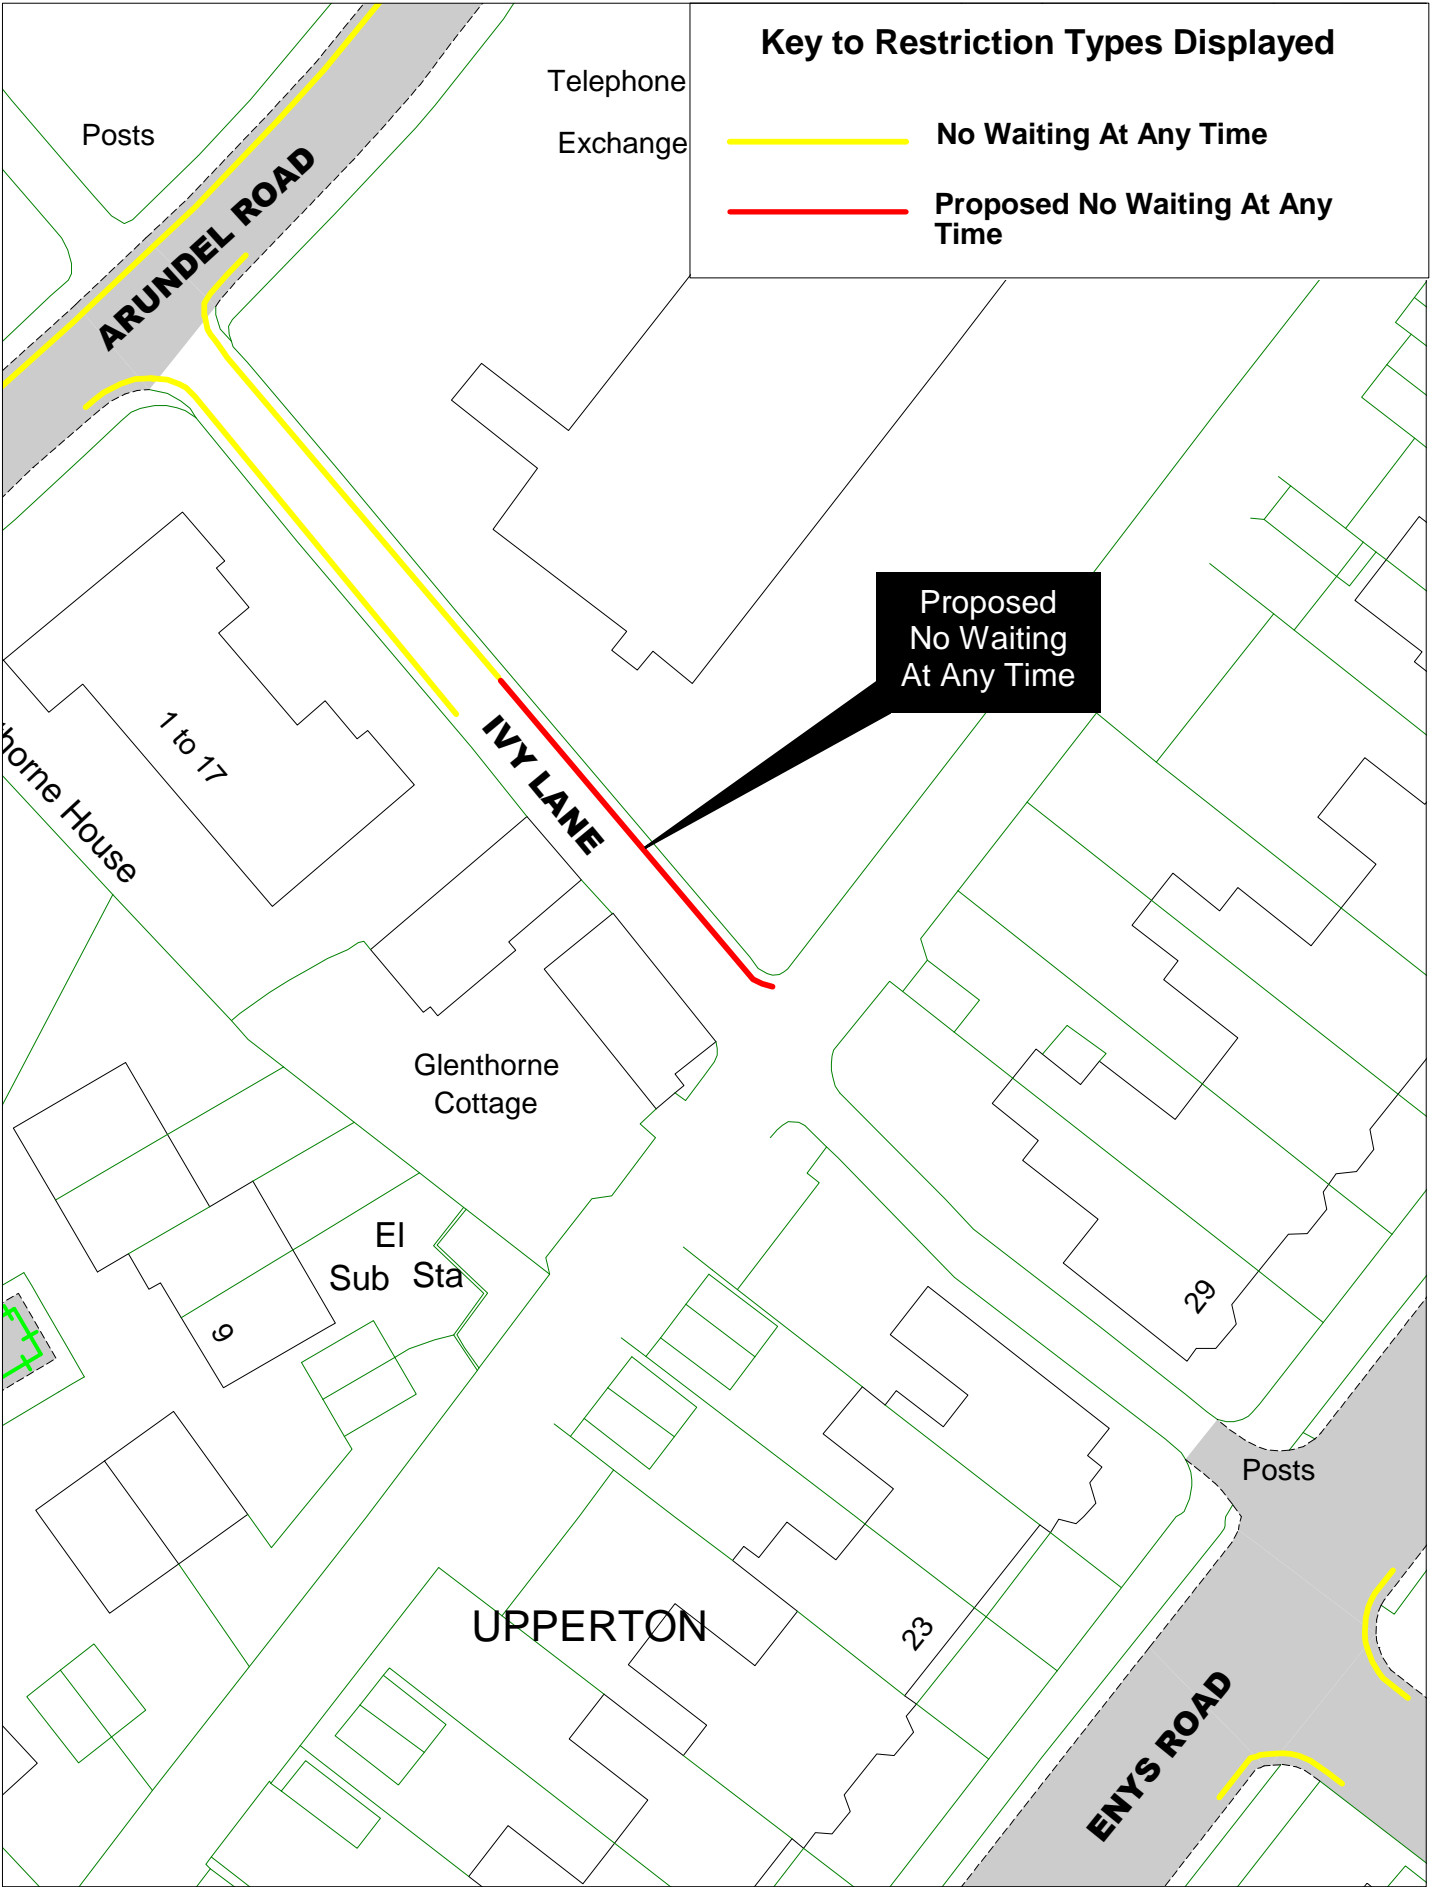 Key to Restriction Types Displayed
No Waiting At Any Time
Proposed No Waiting At Any
Time
Telephone
Exchange
Posts
ARUNDEL ROAD
Proposed
No Waiting
At Any Time
IVY LANE
1 to 17
horne House
Glenthorne
Cottage
El
Sub Sta
9
29
Posts
UPPERTON
23
ENYS ROAD